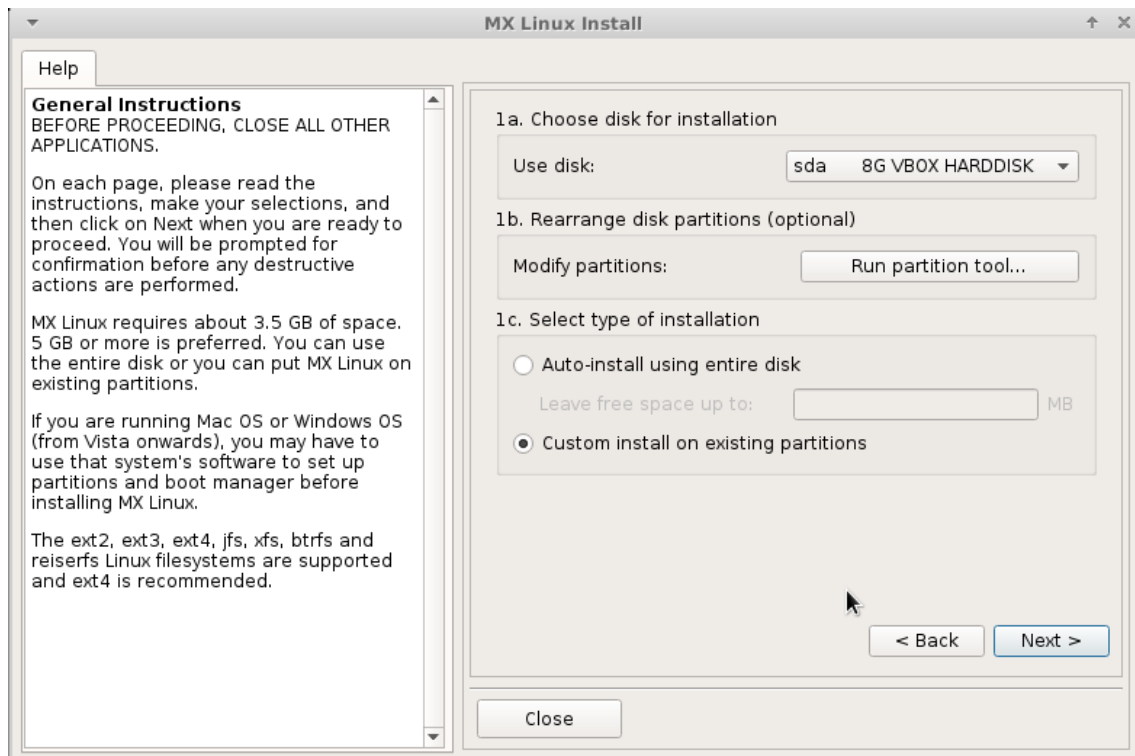 MX Linux Install
Help
General Instructions
BEFORE PROCEEDING, CLOSE ALL OTHER
APPLICATIONS.
On each page, please read the
instructions, make your selections, and
then click on Next when you are ready to
proceed. You will be prompted for
confirmation before any destructive
actions are performed.
MX Linux requires about 3.5 GB of space.
5 GB or more is preferred. You can use
the entire disk or you can put MX Linux on
existing partitions.
If you are running Mac OS or Windows OS
(from Vista onwards), you may have to
use that system's software to set up
partitions and boot manager before
installing MX Linux.
The ext2, ext3, ext4, jfs, xfs, btrfs and
reiserfs Linux filesystems are supported
and ext4 is recommended.
1a. Choose disk for installation
Use disk: sda 8G VBOX HARDDISK
1b. Rearrange disk partitions (optional)
Modify partitions: Run partition tool...
1c. Select type of installation
Auto-install using entire disk
Leave free space up to: MB
Custom install on existing partitions
< Back Next >
Close